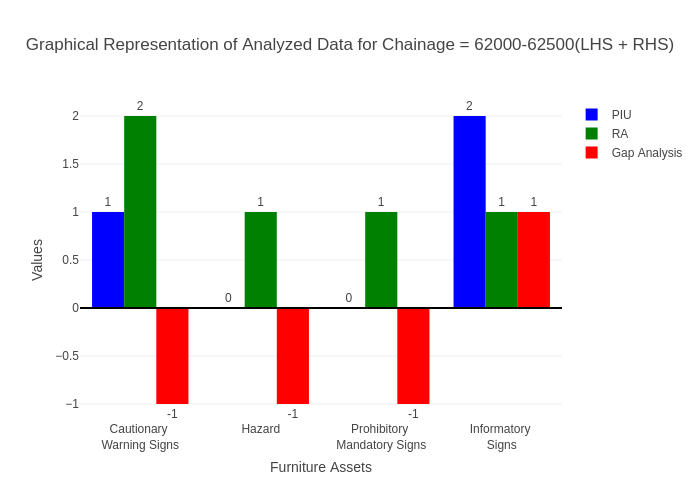 Graphical Representation of Analyzed Data for Chainage = 62000-62500(LHS + RHS)
PIU
RA
Gap Analysis
Values
2
1.5
1
0.5
0
−0.5
−1
1
2
-1
0
1
-1
0
1
-1
2
1
1
Cautionary
Warning Signs
Hazard
Prohibitory
Mandatory Signs
Informatory
Signs
Furniture Assets